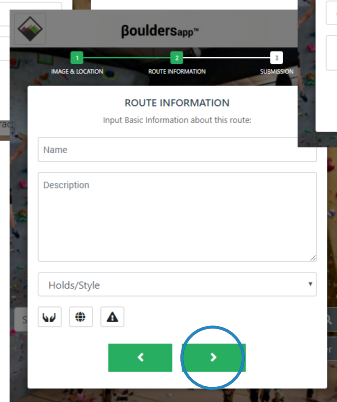 βouldersapp™
1 2 3
IMAGE & LOCATION ROUTE INFORMATION SUBMISSION
ROUTE INFORMATION
Input Basic Information about this route:
Name
Description
Holds/Style